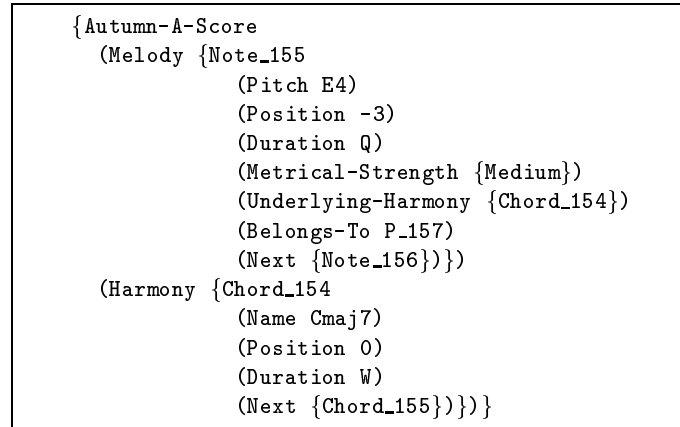 {Autumn-A-Score
(Melody {Note_155
(Pitch E4)
(Position -3)
(Duration Q)
(Metrical-Strength {Medium})
(Underlying-Harmony {Chord_154})
(Belongs-To P_157)
(Next {Note_156})})
(Harmony {Chord_154
(Name Cmaj7)
(Position 0)
(Duration W)
(Next {Chord_155})})}